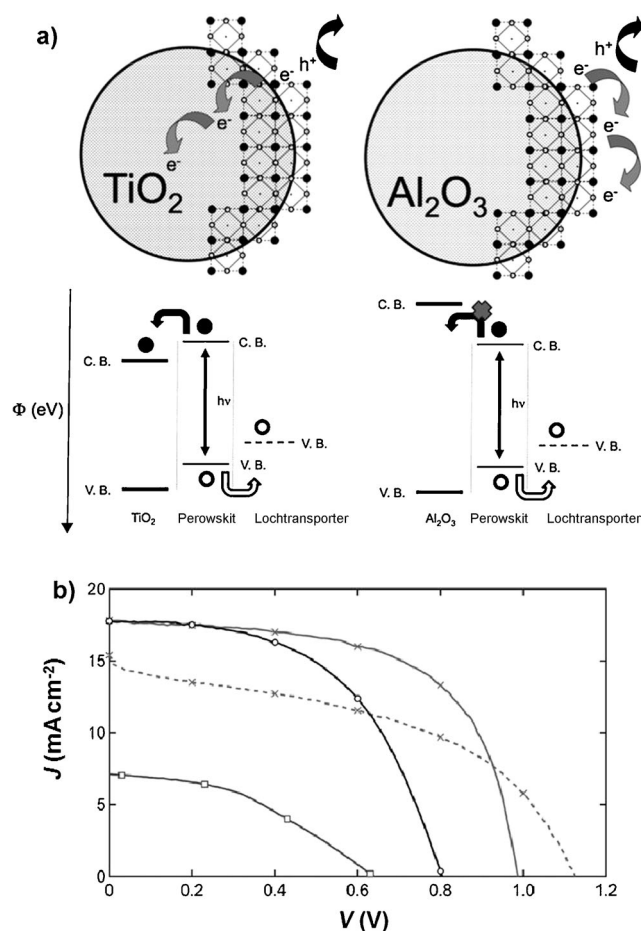 a)
h⁺
e⁻
e⁻
e⁻
TiO₂
h⁺
e⁻
e⁻
e⁻
Al₂O₃
Φ (eV)
C. B.
C. B.
hν
V. B.
V. B.
V. B.
TiO₂ Perowskit Lochtransporter
C. B.
C. B.
hν
V. B.
V. B.
V. B.
Al₂O₃ Perowskit Lochtransporter
b)
J (mA cm⁻²)
20
15
10
5
0
0 0.2 0.4 0.6 0.8 1.0 1.2
V (V)